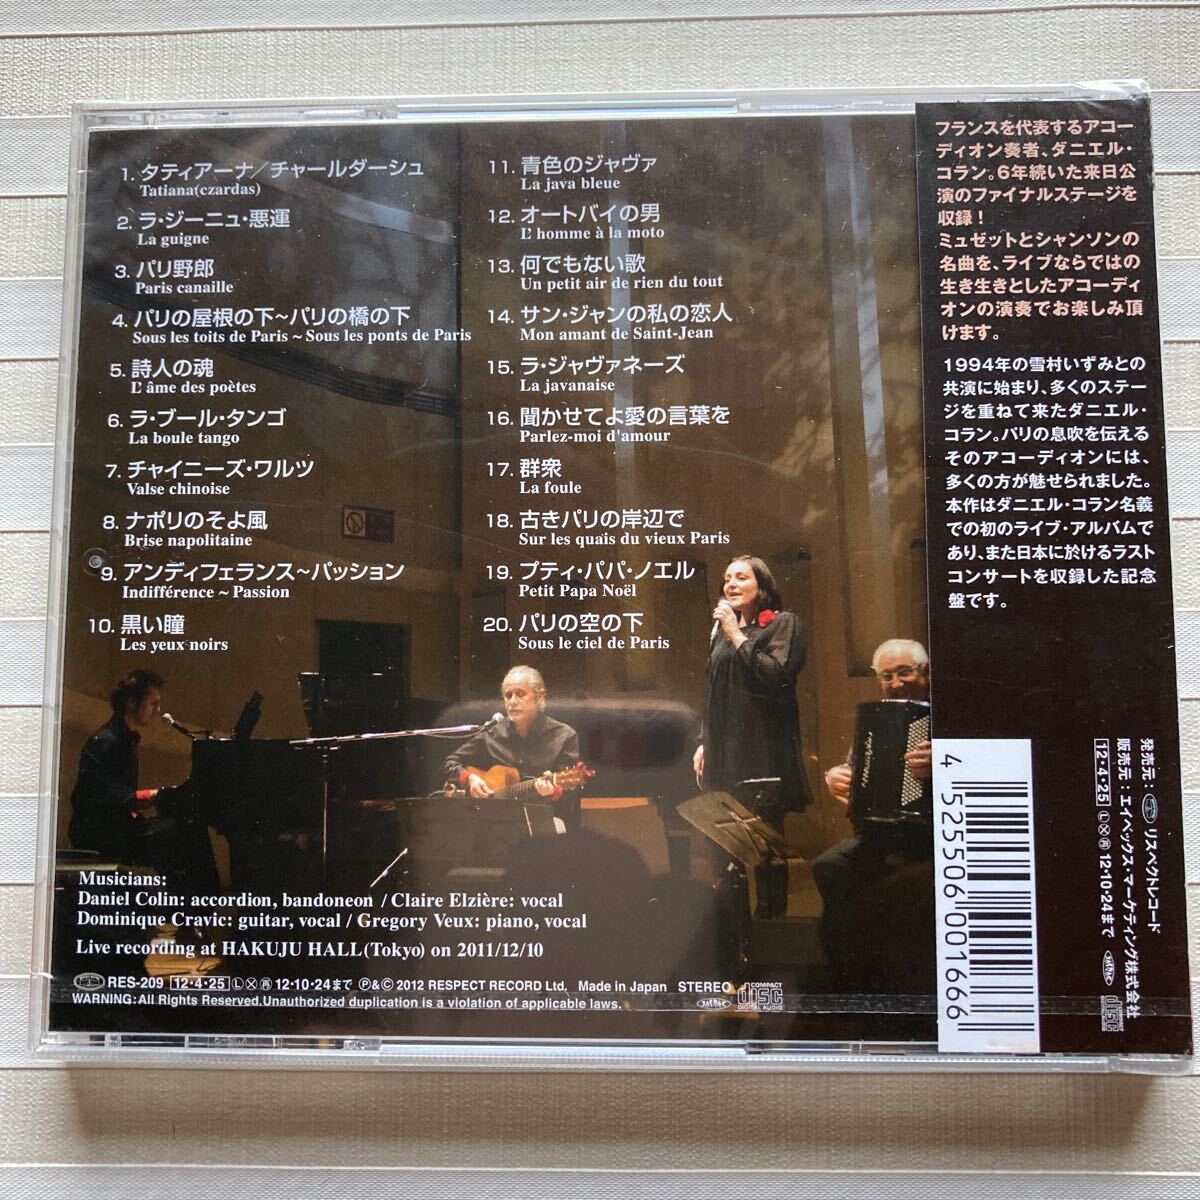 1. タティアーナ／チャールダーシュ
Tatiana(czardas)
2. ラ・ジーニュ・悪運
La guigne
3. パリ野郎
Paris canaille
4. パリの屋根の下～パリの橋の下
Sous les toits de Paris ~ Sous les ponts de Paris
5. 詩人の魂
L'âme des poètes
6. ラ・ブール・タンゴ
La boule tango
7. チャイニーズ・ワルツ
Valse chinoise
8. ナポリのそよ風
Brise napolitaine
9. アンディフェランス～パッション
Indifférence ~ Passion
10. 黒い瞳
Les yeux noirs
11. 青色のジャヴァ
La java bleue
12. オートバイの男
L'homme à la moto
13. 何でもない歌
Un petit air de rien du tout
14. サン・ジャンの私の恋人
Mon amant de Saint-Jean
15. ラ・ジャヴァネーズ
La javanaise
16. 聞かせてよ愛の言葉を
Parlez-moi d'amour
17. 群衆
La foule
18. 古きパリの岸辺で
Sur les quais du vieux Paris
19. プティ・パパ・ノエル
Petit Papa Noël
20. パリの空の下
Sous le ciel de Paris
Musicians:
Daniel Colin: accordion, bandoneon / Claire Elzière: vocal
Dominique Cravic: guitar, vocal / Gregory Veux: piano, vocal
Live recording at HAKUJU HALL(Tokyo) on 2011/12/10
RES-209 12・4・25 Ⓛ Ⓧ 再 12・10・24まで Ⓟ&Ⓒ 2012 RESPECT RECORD Ltd. Made in Japan STEREO COMPACT disc DIGITAL AUDIO
WARNING:All Rights Reserved.Unauthorized duplication is a violation of applicable laws.
フランスを代表するアコー
ディオン奏者、ダニエル・
コラン。6年続いた来日公
演のファイナルステージを
収録！
ミュゼットとシャンソンの
名曲を、ライブならではの
生き生きとしたアコーディ
オンの演奏でお楽しみ頂
けます。
1994年の雪村いずみとの
共演に始まり、多くのステー
ジを重ねて来たダニエル・
コラン。パリの息吹を伝える
そのアコーディオンには、
多くの方が魅せられました。
本作はダニエル・コラン名義
での初のライブ・アルバムで
あり、また日本に於けるラスト
コンサートを収録した記念
盤です。
発売元：リスペクトレコード
販売元：エイベックス・マーケティング株式会社
12・4・25 Ⓛ Ⓧ 再 12・10・24まで
COMPACT disc DIGITAL AUDIO
4 525506 001666